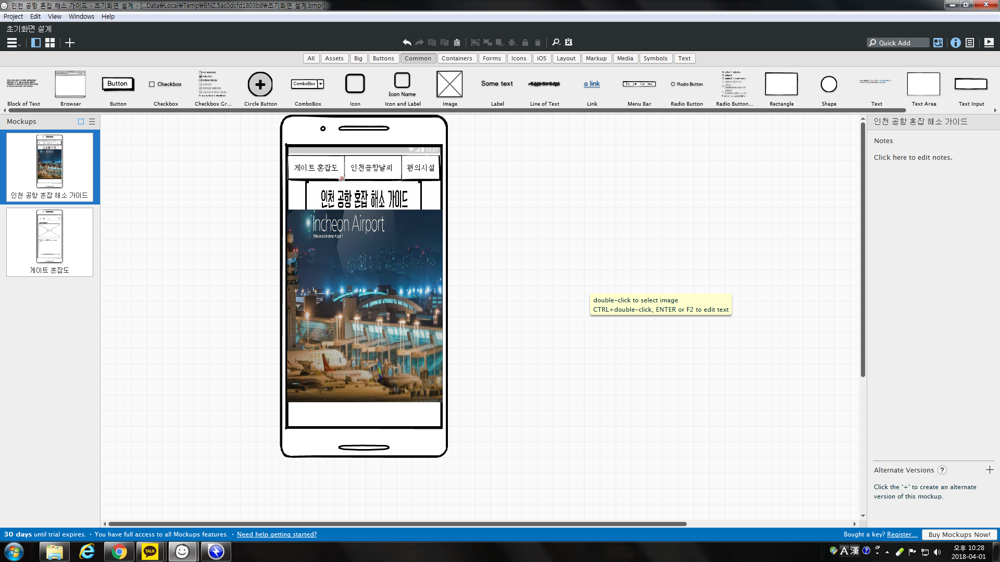 인천 공항 혼잡 해소 가이드 - 초기화면 설계 - [...Data₩Local₩Temp₩BNZ.5ac0dcfd1803b8₩초기화면 설계.bmpr]
Project Edit View Windows Help
초기화면 설계
Quick Add
All Assets Big Buttons Common Containers Forms Icons iOS Layout Markup Media Symbols Text
Button Checkbox ComboBox Icon Name Some text a link Radio Button
Block of Text Browser Button Checkbox Checkbox Gr... Circle Button ComboBox Icon Icon and Label Image Label Line of Text Link Menu Bar Radio Button Radio Button... Rectangle Shape Text Text Area Text Input
Mockups
인천 공항 혼잡 해소 가이드
게이트 혼잡도
22:27
게이트 혼잡도 인천공항날씨 편의시설
인천 공항 혼잡 해소 가이드
Incheon Airport
Welcome to Incheon Airport !
double-click to select image
CTRL+double-click, ENTER or F2 to edit text
인천 공항 혼잡 해소 가이드
Notes
Click here to edit notes.
Alternate Versions ?
Click the '+' to create an alternate
version of this mockup.
30 days until trial expires. · You have full access to all Mockups features. · Need help getting started?
Bought a key? Register... Buy Mockups Now!
TALK
A 漢
오후 10:28
2018-04-01